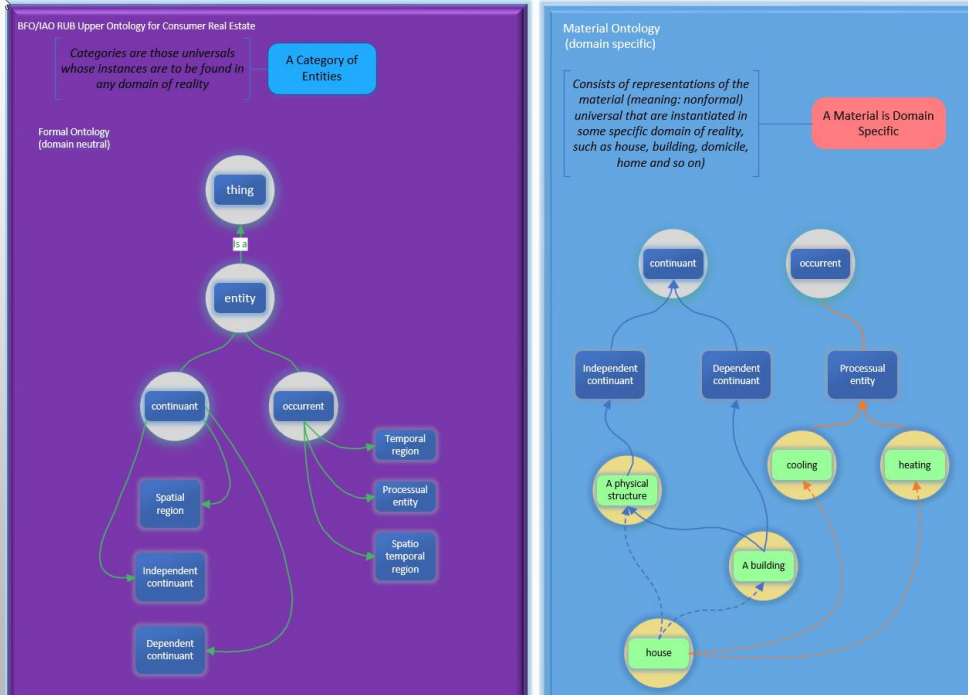 BFO/IAO RUB Upper Ontology for Consumer Real Estate
Categories are those universals
whose instances are to be found in
any domain of reality
A Category of
Entities
Formal Ontology
(domain neutral)
thing
Is a
entity
continuant
occurrent
Temporal
region
Processual
entity
Spatio
temporal
region
Spatial
region
Independent
continuant
Dependent
continuant
Material Ontology
(domain specific)
Consists of representations of the
material (meaning: nonformal)
universal that are instantiated in
some specific domain of reality,
such as house, building, domicile,
home and so on)
A Material is Domain
Specific
continuant
occurrent
Independent
continuant
Dependent
continuant
Processual
entity
cooling
heating
A physical
structure
A building
house